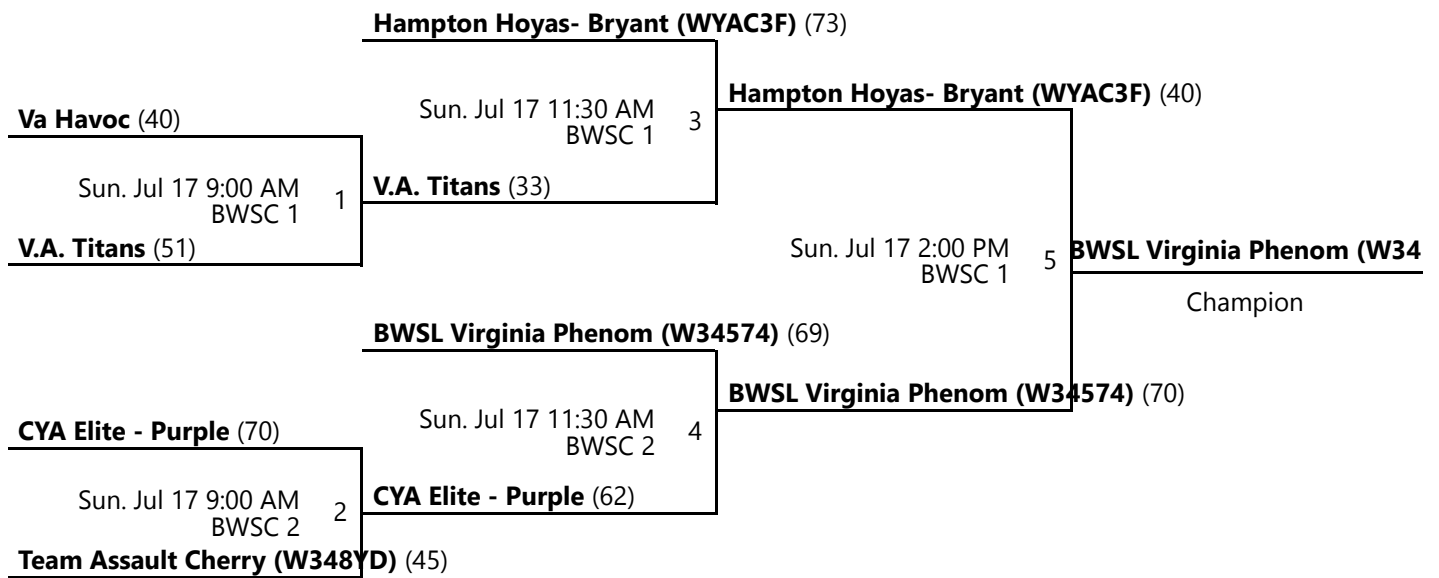 Hampton Hoyas- Bryant (WYAC3F) (73)
Hampton Hoyas- Bryant (WYAC3F) (40)
Va Havoc (40)
Sun. Jul 17 11:30 AM
BWSC 1
3
Sun. Jul 17 9:00 AM
BWSC 1
1
V.A. Titans (33)
V.A. Titans (51)
Sun. Jul 17 2:00 PM
BWSC 1
5
BWSL Virginia Phenom (W34
Champion
BWSL Virginia Phenom (W34574) (69)
BWSL Virginia Phenom (W34574) (70)
CYA Elite - Purple (70)
Sun. Jul 17 11:30 AM
BWSC 2
4
Sun. Jul 17 9:00 AM
BWSC 2
2
CYA Elite - Purple (62)
Team Assault Cherry (W348YD) (45)